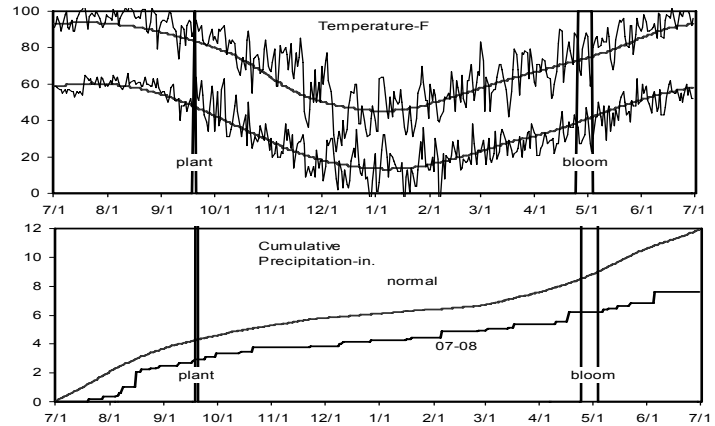 Temperature-F
100
80
60
40
20
0
plant
bloom
7/1 8/1 9/1 10/1 11/1 12/1 1/1 2/1 3/1 4/1 5/1 6/1 7/1
Cumulative
Precipitation-in.
normal
07-08
12
10
8
6
4
2
0
plant
bloom
7/1 8/1 9/1 10/1 11/1 12/1 1/1 2/1 3/1 4/1 5/1 6/1 7/1